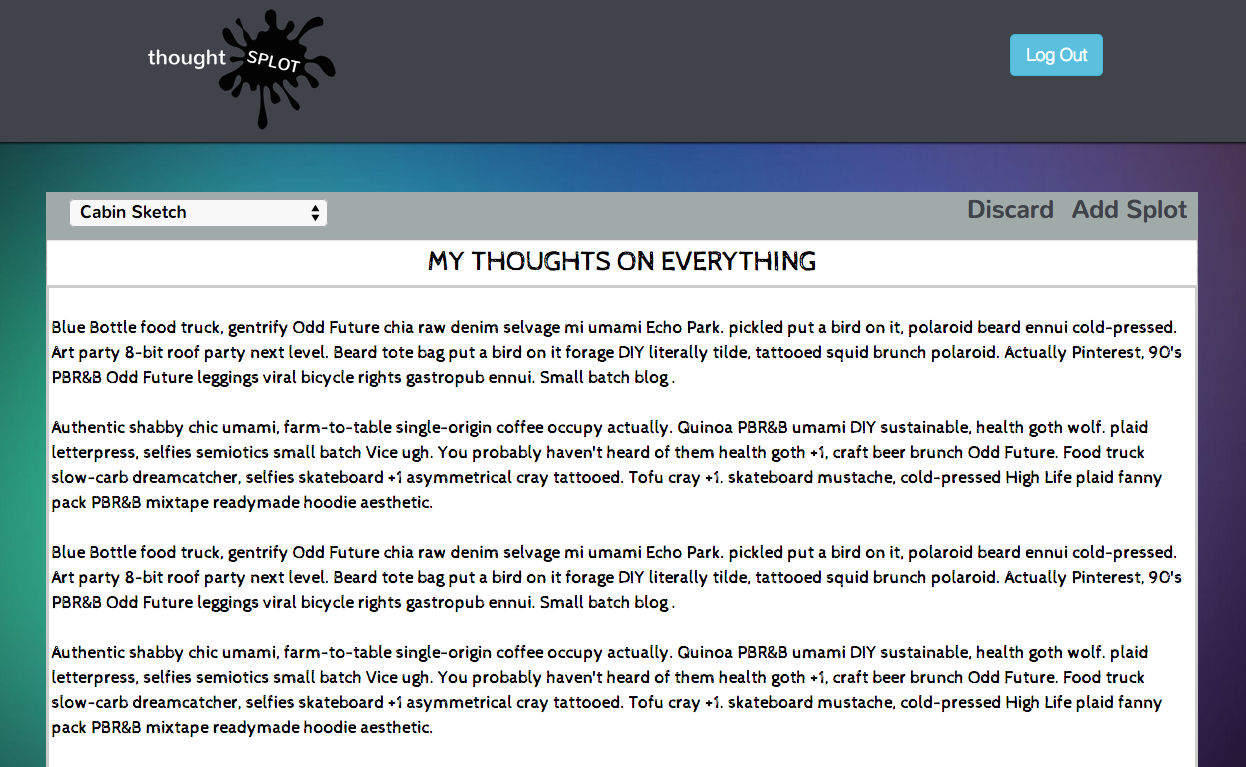 thought SPLOT
Log Out
Cabin Sketch
Discard Add Splot
MY THOUGHTS ON EVERYTHING
Blue Bottle food truck, gentrify Odd Future chia raw denim selvage mi umami Echo Park. pickled put a bird on it, polaroid beard ennui cold-pressed.
Art party 8-bit roof party next level. Beard tote bag put a bird on it forage DIY literally tilde, tattooed squid brunch polaroid. Actually Pinterest, 90's
PBR&B Odd Future leggings viral bicycle rights gastropub ennui. Small batch blog .
Authentic shabby chic umami, farm-to-table single-origin coffee occupy actually. Quinoa PBR&B umami DIY sustainable, health goth wolf. plaid
letterpress, selfies semiotics small batch Vice ugh. You probably haven't heard of them health goth +1, craft beer brunch Odd Future. Food truck
slow-carb dreamcatcher, selfies skateboard +1 asymmetrical cray tattooed. Tofu cray +1. skateboard mustache, cold-pressed High Life plaid fanny
pack PBR&B mixtape readymade hoodie aesthetic.
Blue Bottle food truck, gentrify Odd Future chia raw denim selvage mi umami Echo Park. pickled put a bird on it, polaroid beard ennui cold-pressed.
Art party 8-bit roof party next level. Beard tote bag put a bird on it forage DIY literally tilde, tattooed squid brunch polaroid. Actually Pinterest, 90's
PBR&B Odd Future leggings viral bicycle rights gastropub ennui. Small batch blog .
Authentic shabby chic umami, farm-to-table single-origin coffee occupy actually. Quinoa PBR&B umami DIY sustainable, health goth wolf. plaid
letterpress, selfies semiotics small batch Vice ugh. You probably haven't heard of them health goth +1, craft beer brunch Odd Future. Food truck
slow-carb dreamcatcher, selfies skateboard +1 asymmetrical cray tattooed. Tofu cray +1. skateboard mustache, cold-pressed High Life plaid fanny
pack PBR&B mixtape readymade hoodie aesthetic.